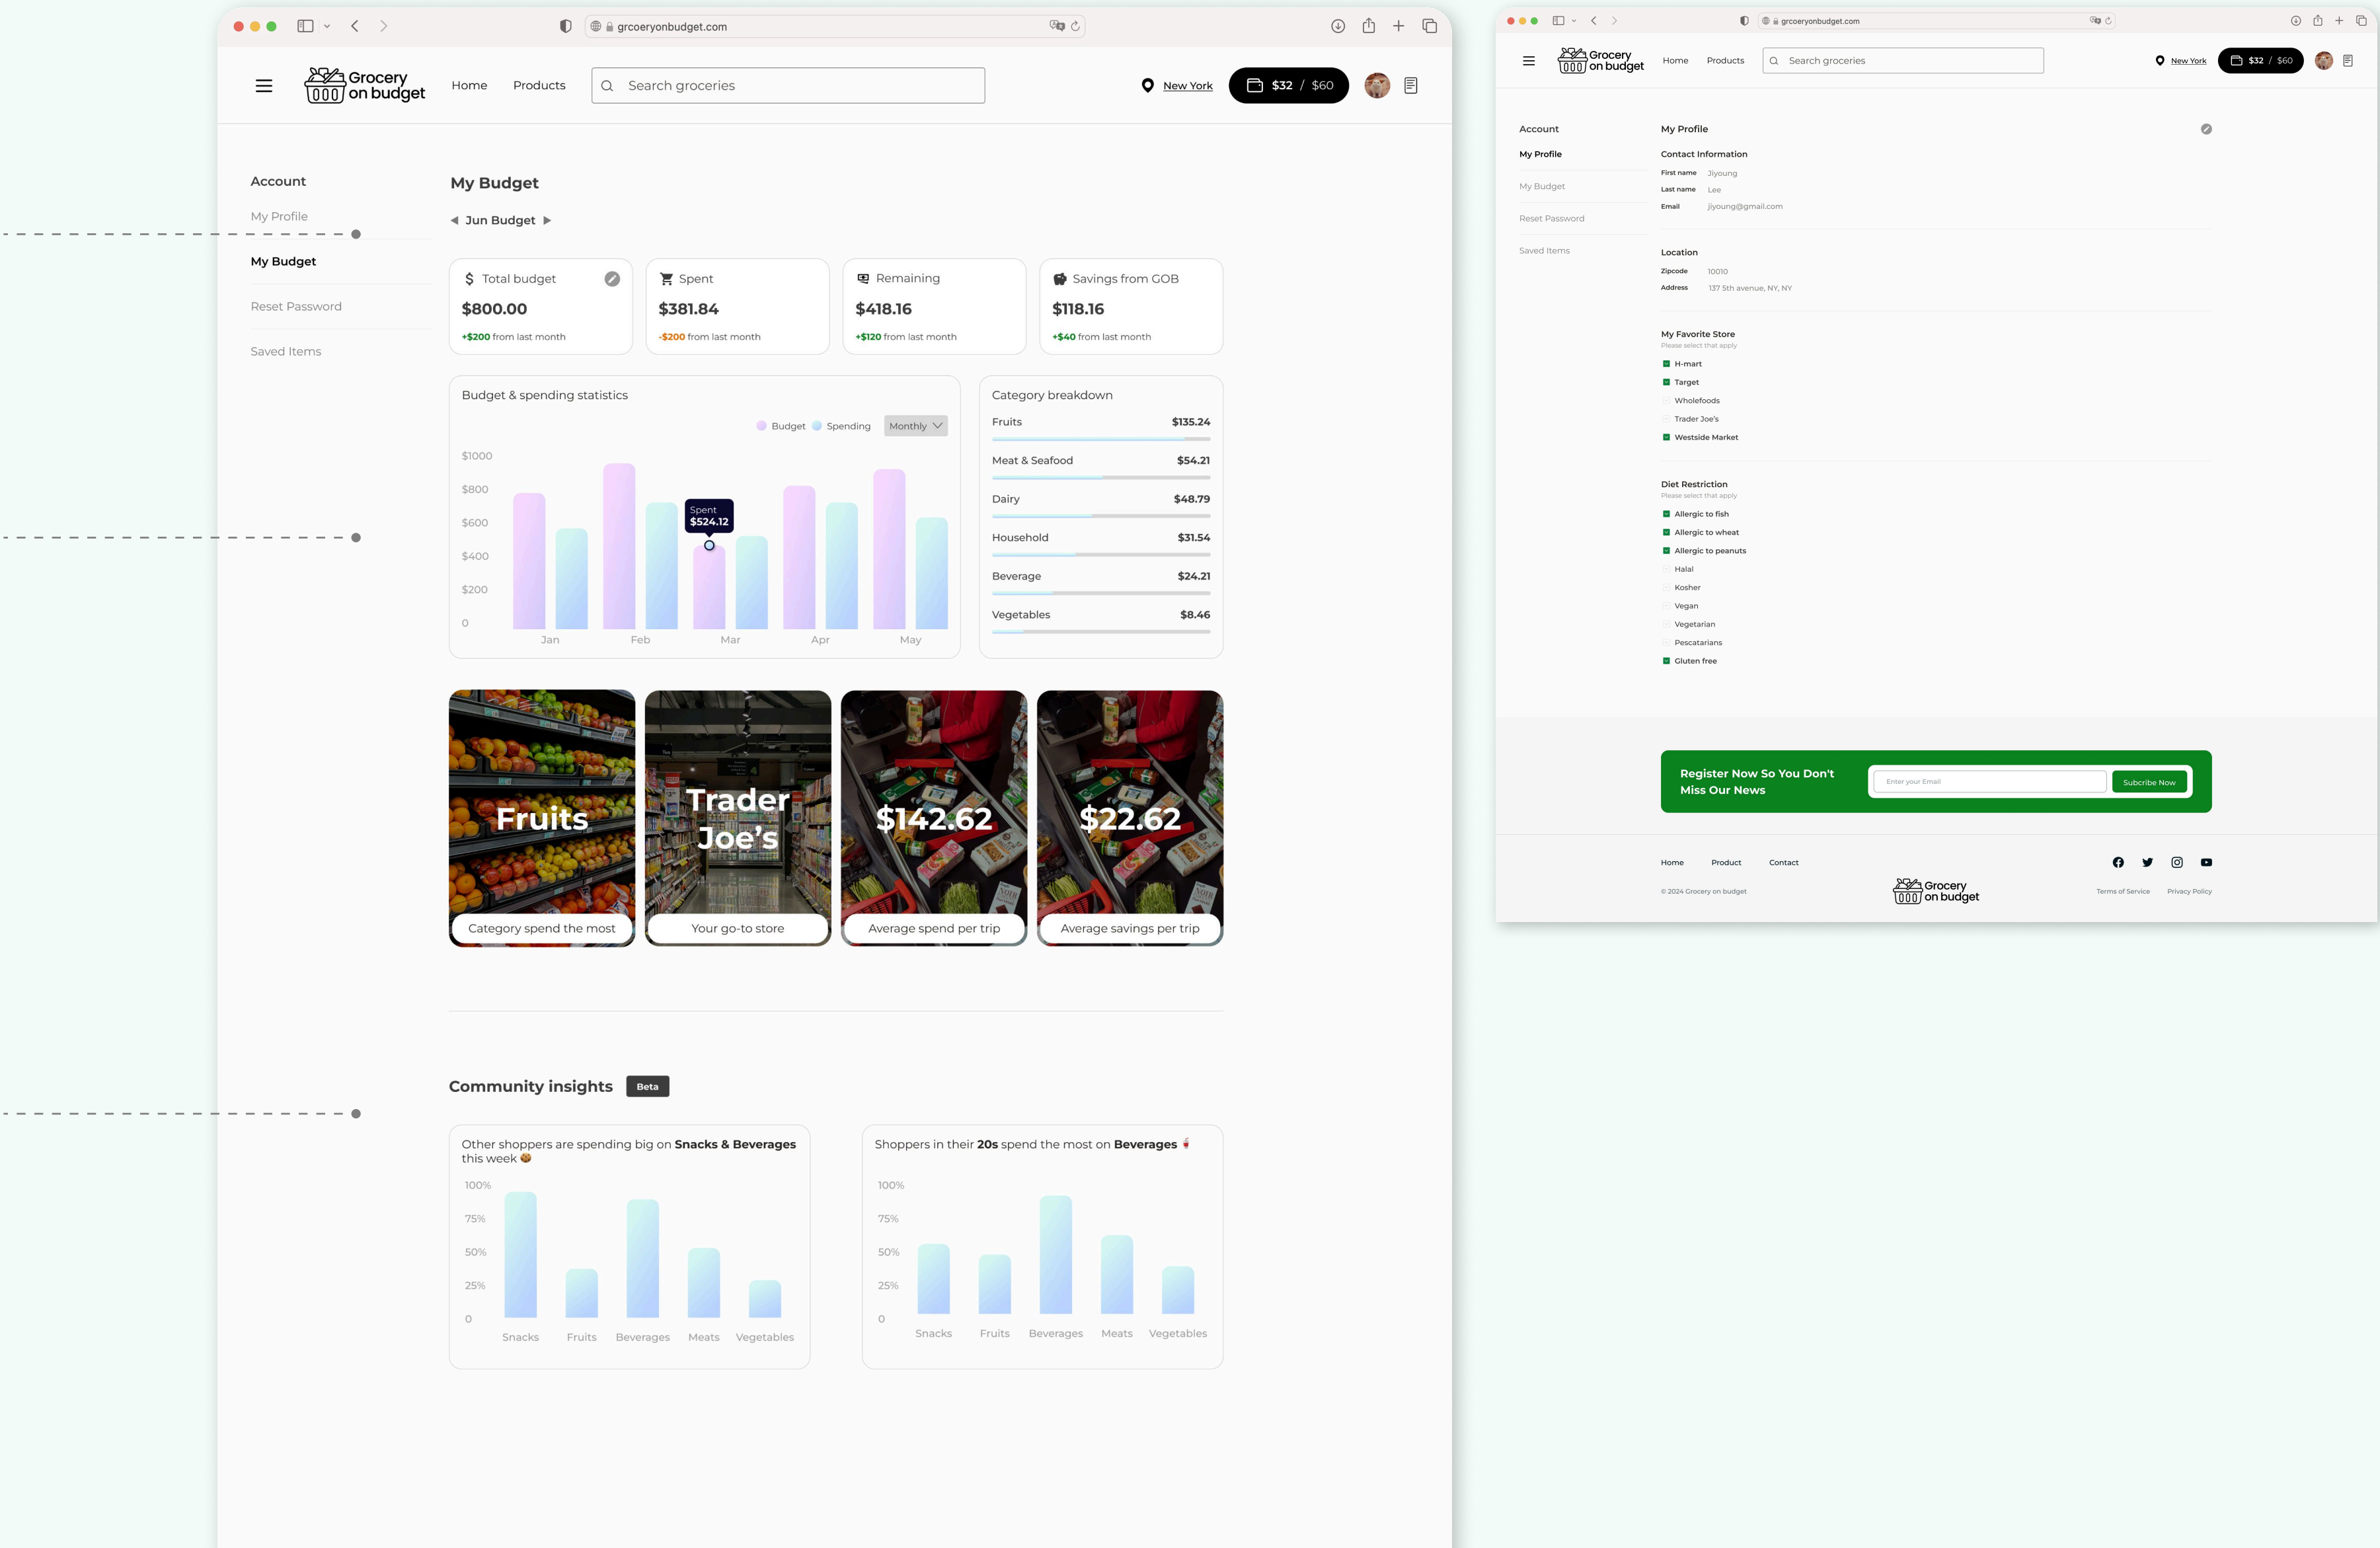 grcoeryonbudget.com
Grocery
on budget
Home
Products
Search groceries
New York
$32 / $60
Account
My Profile
My Budget
Reset Password
Saved Items
My Budget
Jun Budget
Total budget
$800.00
+$200 from last month
Spent
$381.84
-$200 from last month
Remaining
$418.16
+$120 from last month
Savings from GOB
$118.16
+$40 from last month
Budget & spending statistics
Budget
Spending
Monthly
$1000
$800
$600
$400
$200
0
Spent
$524.12
Jan
Feb
Mar
Apr
May
Category breakdown
Fruits $135.24
Meat & Seafood $54.21
Dairy $48.79
Household $31.54
Beverage $24.21
Vegetables $8.46
Fruits
Category spend the most
Trader
Joe's
Your go-to store
$142.62
Average spend per trip
$22.62
Average savings per trip
Community insights
Beta
Other shoppers are spending big on Snacks & Beverages
this week
100%
75%
50%
25%
0
Snacks
Fruits
Beverages
Meats
Vegetables
Shoppers in their 20s spend the most on Beverages
100%
75%
50%
25%
0
Snacks
Fruits
Beverages
Meats
Vegetables
grcoeryonbudget.com
Grocery
on budget
Home
Products
Search groceries
New York
$32 / $60
Account
My Profile
My Budget
Reset Password
Saved Items
My Profile
Contact Information
First name Jiyoung
Last name Lee
Email jiyoung@gmail.com
Location
Zipcode 10010
Address 137 5th avenue, NY, NY
My Favorite Store
Please select that apply
H-mart
Target
Wholefoods
Trader Joe's
Westside Market
Diet Restriction
Please select that apply
Allergic to fish
Allergic to wheat
Allergic to peanuts
Halal
Kosher
Vegan
Vegetarian
Pescatarians
Gluten free
Register Now So You Don't
Miss Our News
Enter your Email
Subcribe Now
Home
Product
Contact
© 2024 Grocery on budget
Grocery
on budget
Terms of Service
Privacy Policy